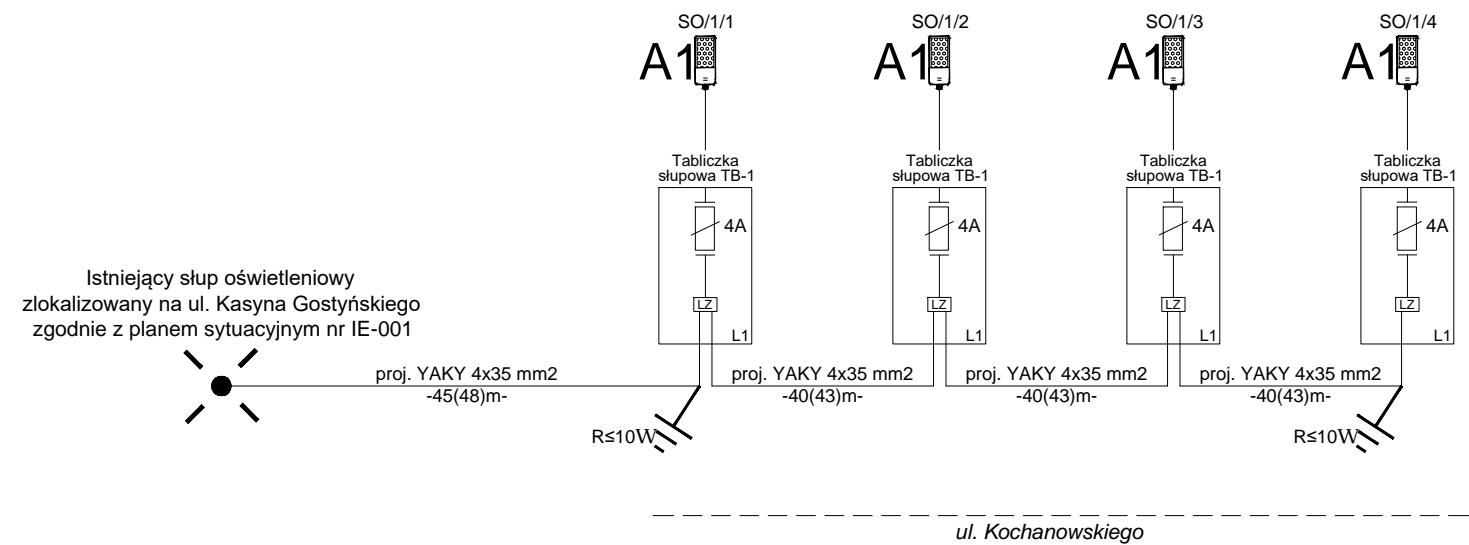 SO/1/1
SO/1/2
SO/1/3
SO/1/4
A1
A1
A1
A1
Tabliczka
słupowa TB-1
Tabliczka
słupowa TB-1
Tabliczka
słupowa TB-1
Tabliczka
słupowa TB-1
4A
4A
4A
4A
LZ
LZ
LZ
LZ
L1
L1
L1
L1
Istniejący słup oświetleniowy
zlokalizowany na ul. Kasyna Gostyńskiego
zgodnie z planem sytuacyjnym nr IE-001
proj. YAKY 4x35 mm2
-45(48)m-
proj. YAKY 4x35 mm2
-40(43)m-
proj. YAKY 4x35 mm2
-40(43)m-
proj. YAKY 4x35 mm2
-40(43)m-
R≤10W
R≤10W
ul. Kochanowskiego